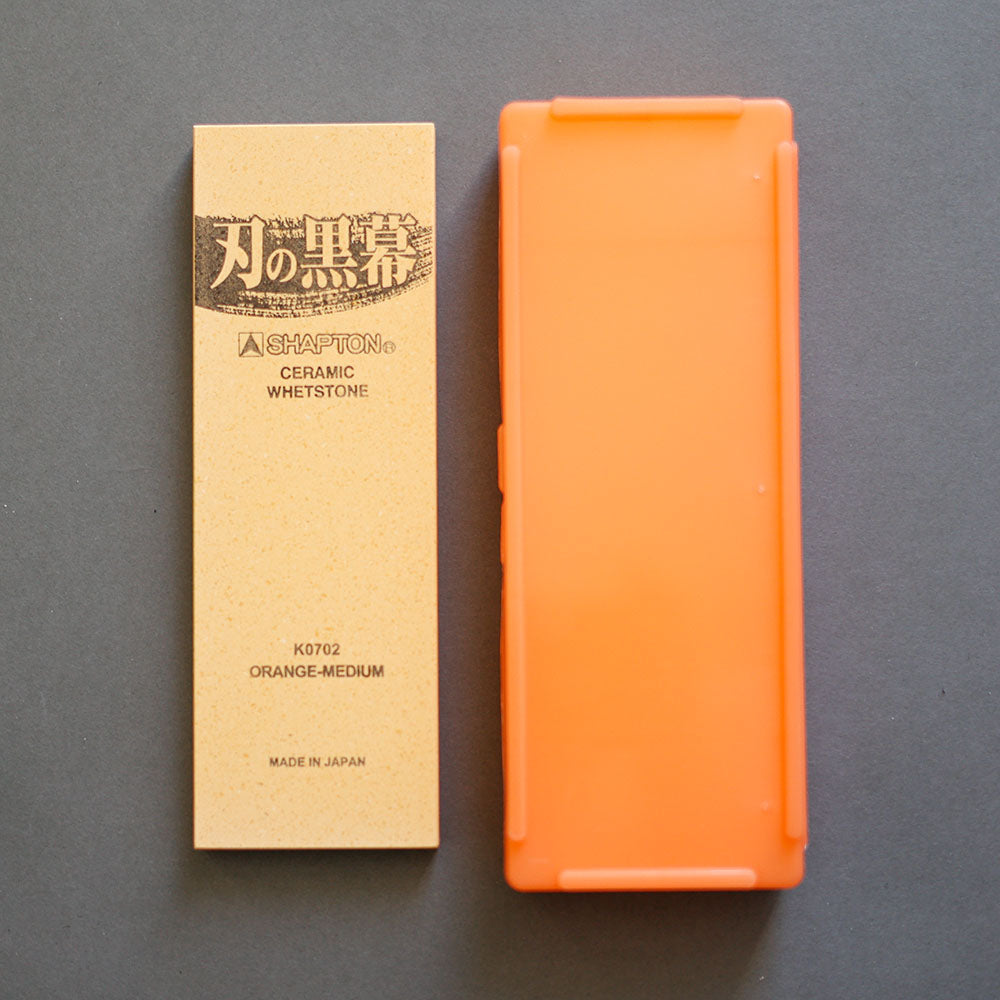 刃の黒幕
SHAPTON®
CERAMIC
WHETSTONE
K0702
ORANGE-MEDIUM
MADE IN JAPAN